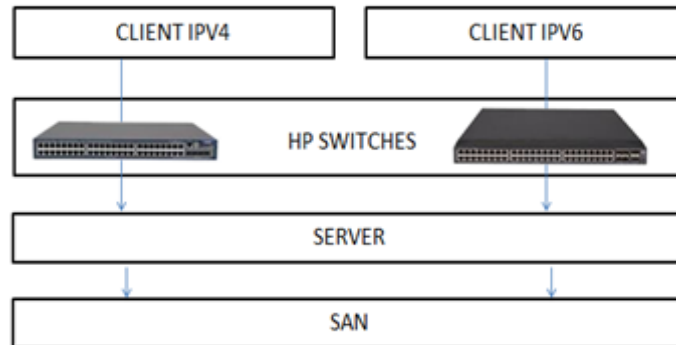 CLIENT IPV4
CLIENT IPV6
HP SWITCHES
SERVER
SAN